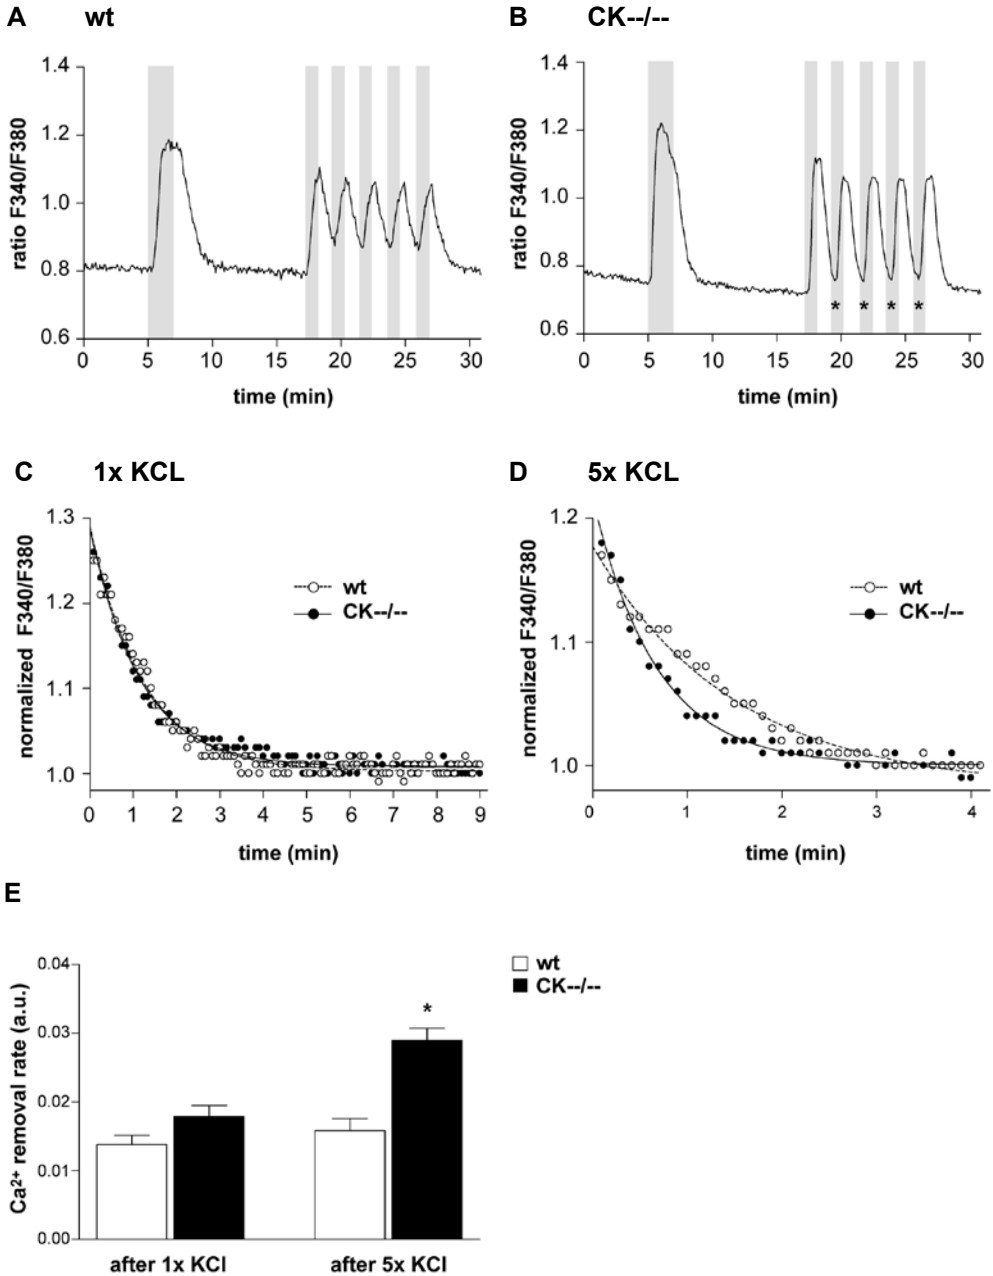 A wt
B CK--/--
1.4
1.2
1.0
0.8
0.6
ratio F340/F380
0 5 10 15 20 25 30
time (min)
1.4
1.2
1.0
0.8
0.6
ratio F340/F380
* * * *
0 5 10 15 20 25 30
time (min)
C 1x KCL
D 5x KCL
1.3
1.2
1.1
1.0
normalized F340/F380
wt
CK--/--
0 1 2 3 4 5 6 7 8 9
time (min)
1.2
1.1
1.0
normalized F340/F380
wt
CK--/--
0 1 2 3 4
time (min)
E
0.04
0.03
0.02
0.01
0.00
Ca²⁺ removal rate (a.u.)
*
wt
CK--/--
after 1x KCl
after 5x KCl